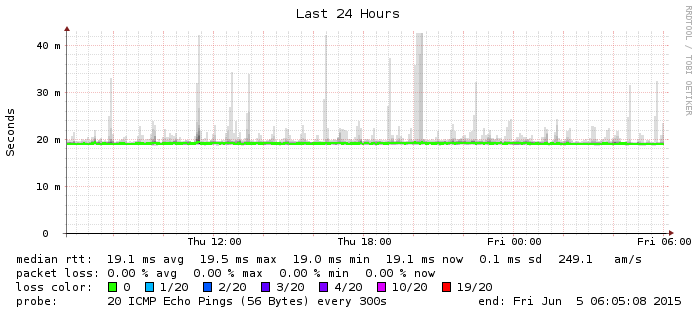 Last 24 Hours
RRDTOOL / TOBI OETIKER
Seconds
40 m
30 m
20 m
10 m
0
Thu 12:00 Thu 18:00 Fri 00:00 Fri 06:00
median rtt: 19.1 ms avg 19.5 ms max 19.0 ms min 19.1 ms now 0.1 ms sd 249.1 am/s
packet loss: 0.00 % avg 0.00 % max 0.00 % min 0.00 % now
loss color: 0 1/20 2/20 3/20 4/20 10/20 19/20
probe: 20 ICMP Echo Pings (56 Bytes) every 300s end: Fri Jun 5 06:05:08 2015